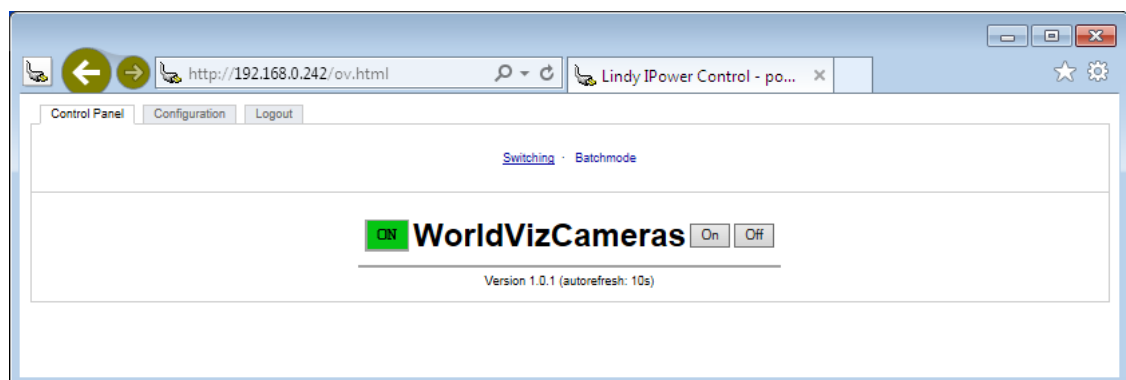 http://192.168.0.242/ov.html
Lindy IPower Control - po...
Control Panel Configuration Logout
Switching · Batchmode
ON WorldVizCameras On Off
Version 1.0.1 (autorefresh: 10s)